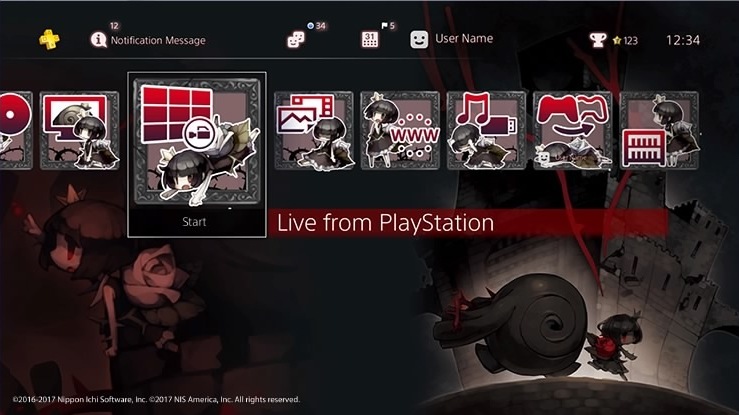 12
Notification Message
34
31
5
User Name
123
12:34
www
Start
Live from PlayStation
©2016-2017 Nippon Ichi Software, Inc. ©2017 NIS America, Inc. All rights reserved.